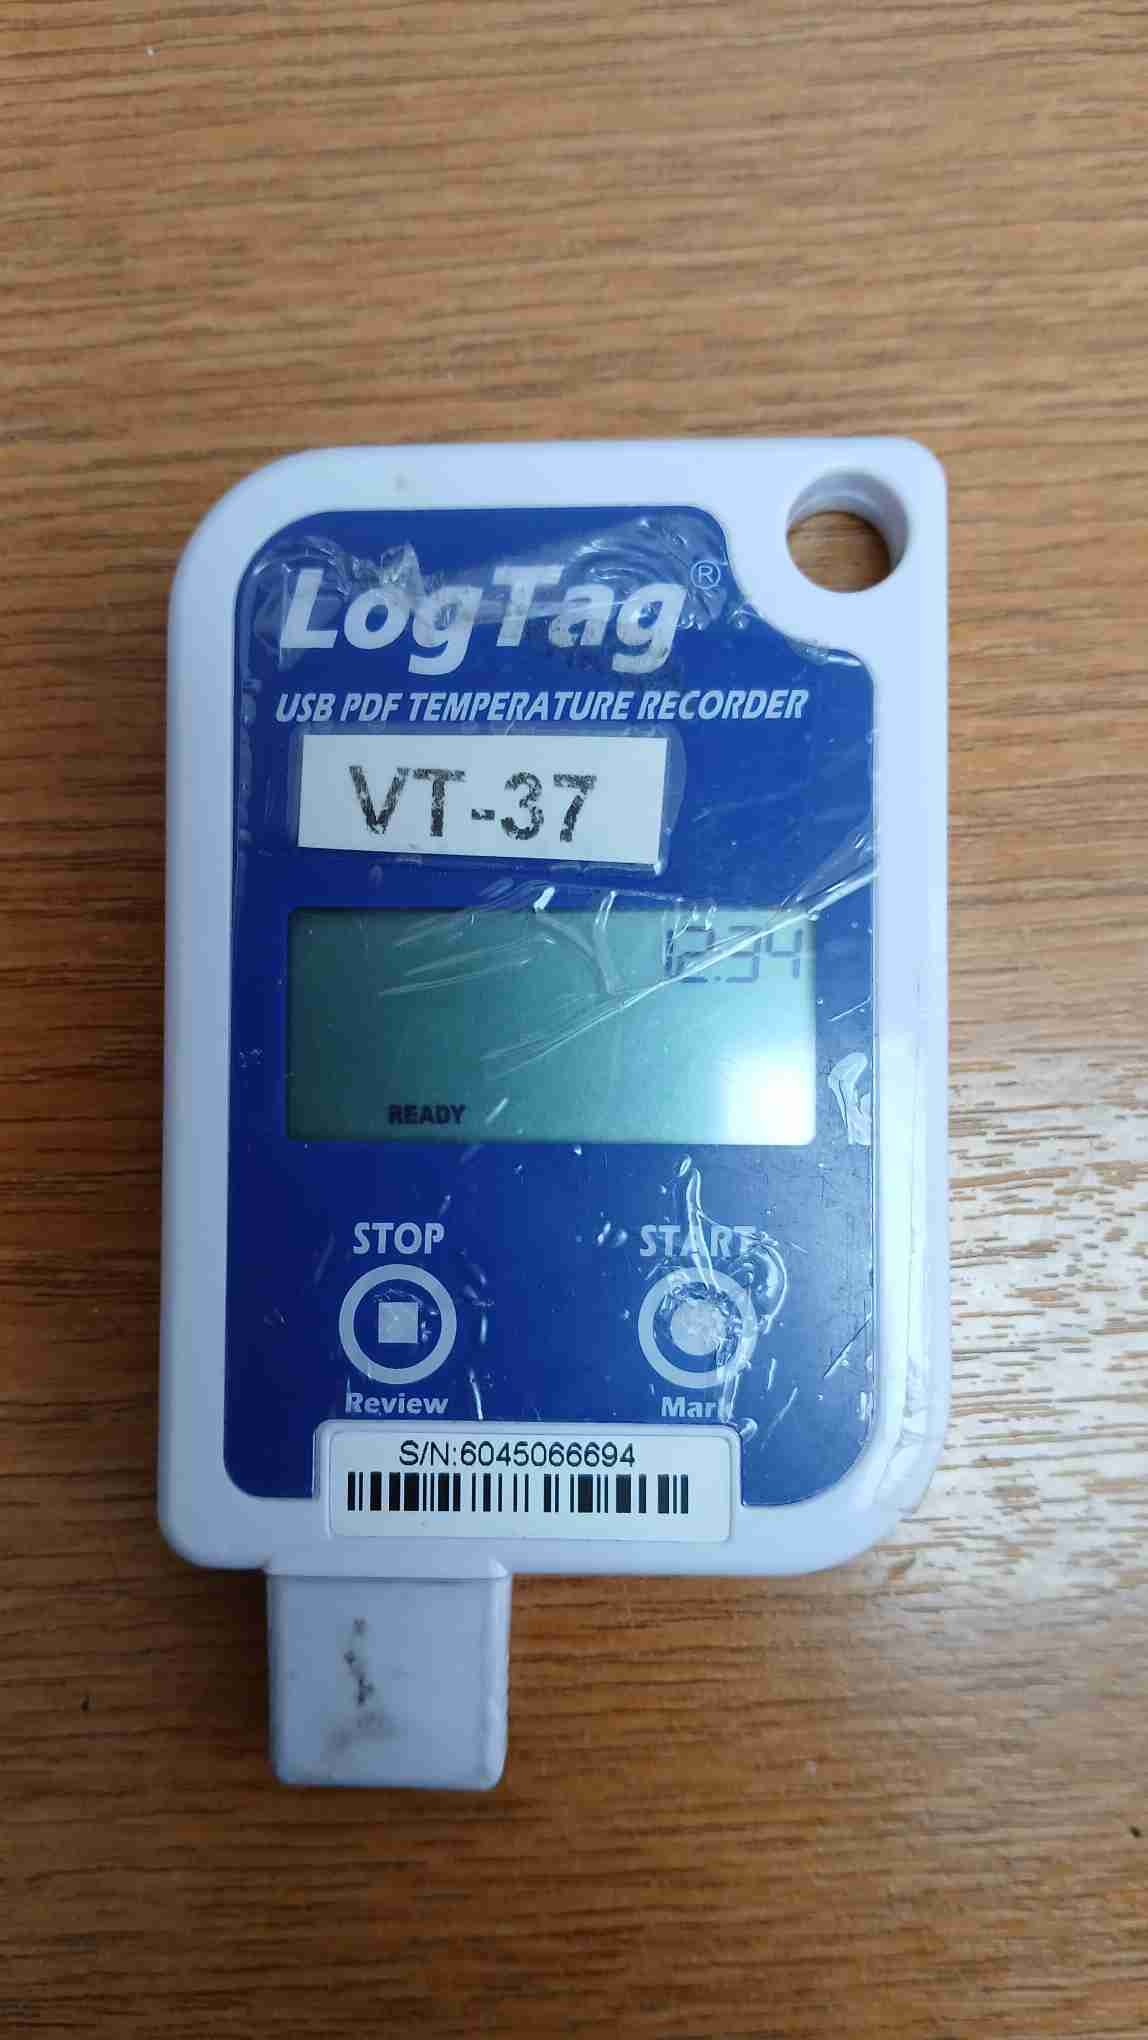 LogTag®
USB PDF TEMPERATURE RECORDER
VT-37
12:34
READY
STOP START
Review Mark
S/N:6045066694